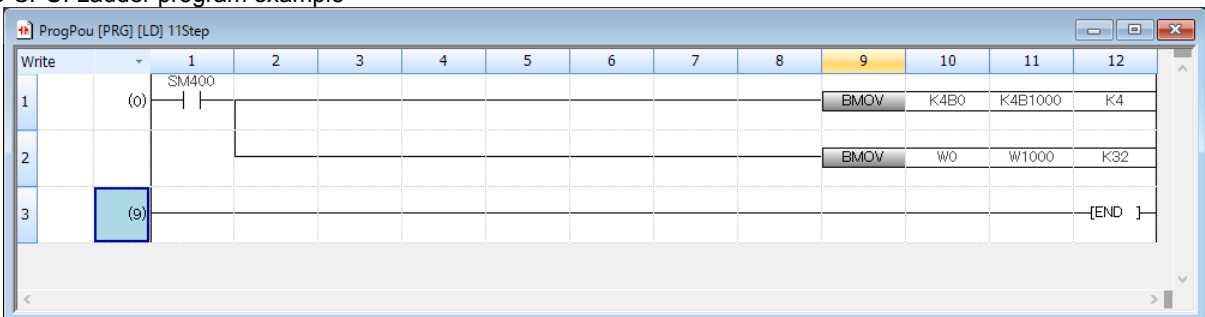 ProgPou [PRG] [LD] 11Step
Write 1 2 3 4 5 6 7 8 9 10 11 12
SM400
1 (0) BMOV K4B0 K4B1000 K4
2 BMOV W0 W1000 K32
3 (9) [END ]